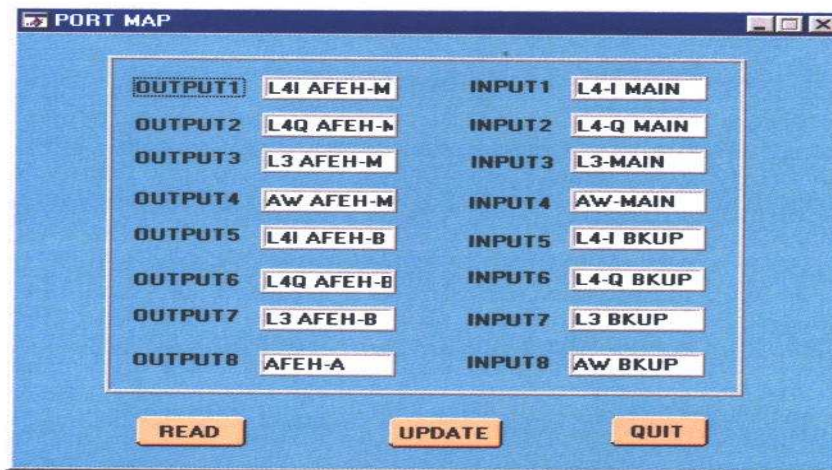 PORT MAP
OUTPUT1 L4I AFEH-M INPUT1 L4-I MAIN
OUTPUT2 L4Q AFEH-M INPUT2 L4-Q MAIN
OUTPUT3 L3 AFEH-M INPUT3 L3-MAIN
OUTPUT4 AW AFEH-M INPUT4 AW-MAIN
OUTPUT5 L4I AFEH-B INPUT5 L4-I BKUP
OUTPUT6 L4Q AFEH-B INPUT6 L4-Q BKUP
OUTPUT7 L3 AFEH-B INPUT7 L3 BKUP
OUTPUT8 AFEH-A INPUT8 AW BKUP
READ UPDATE QUIT